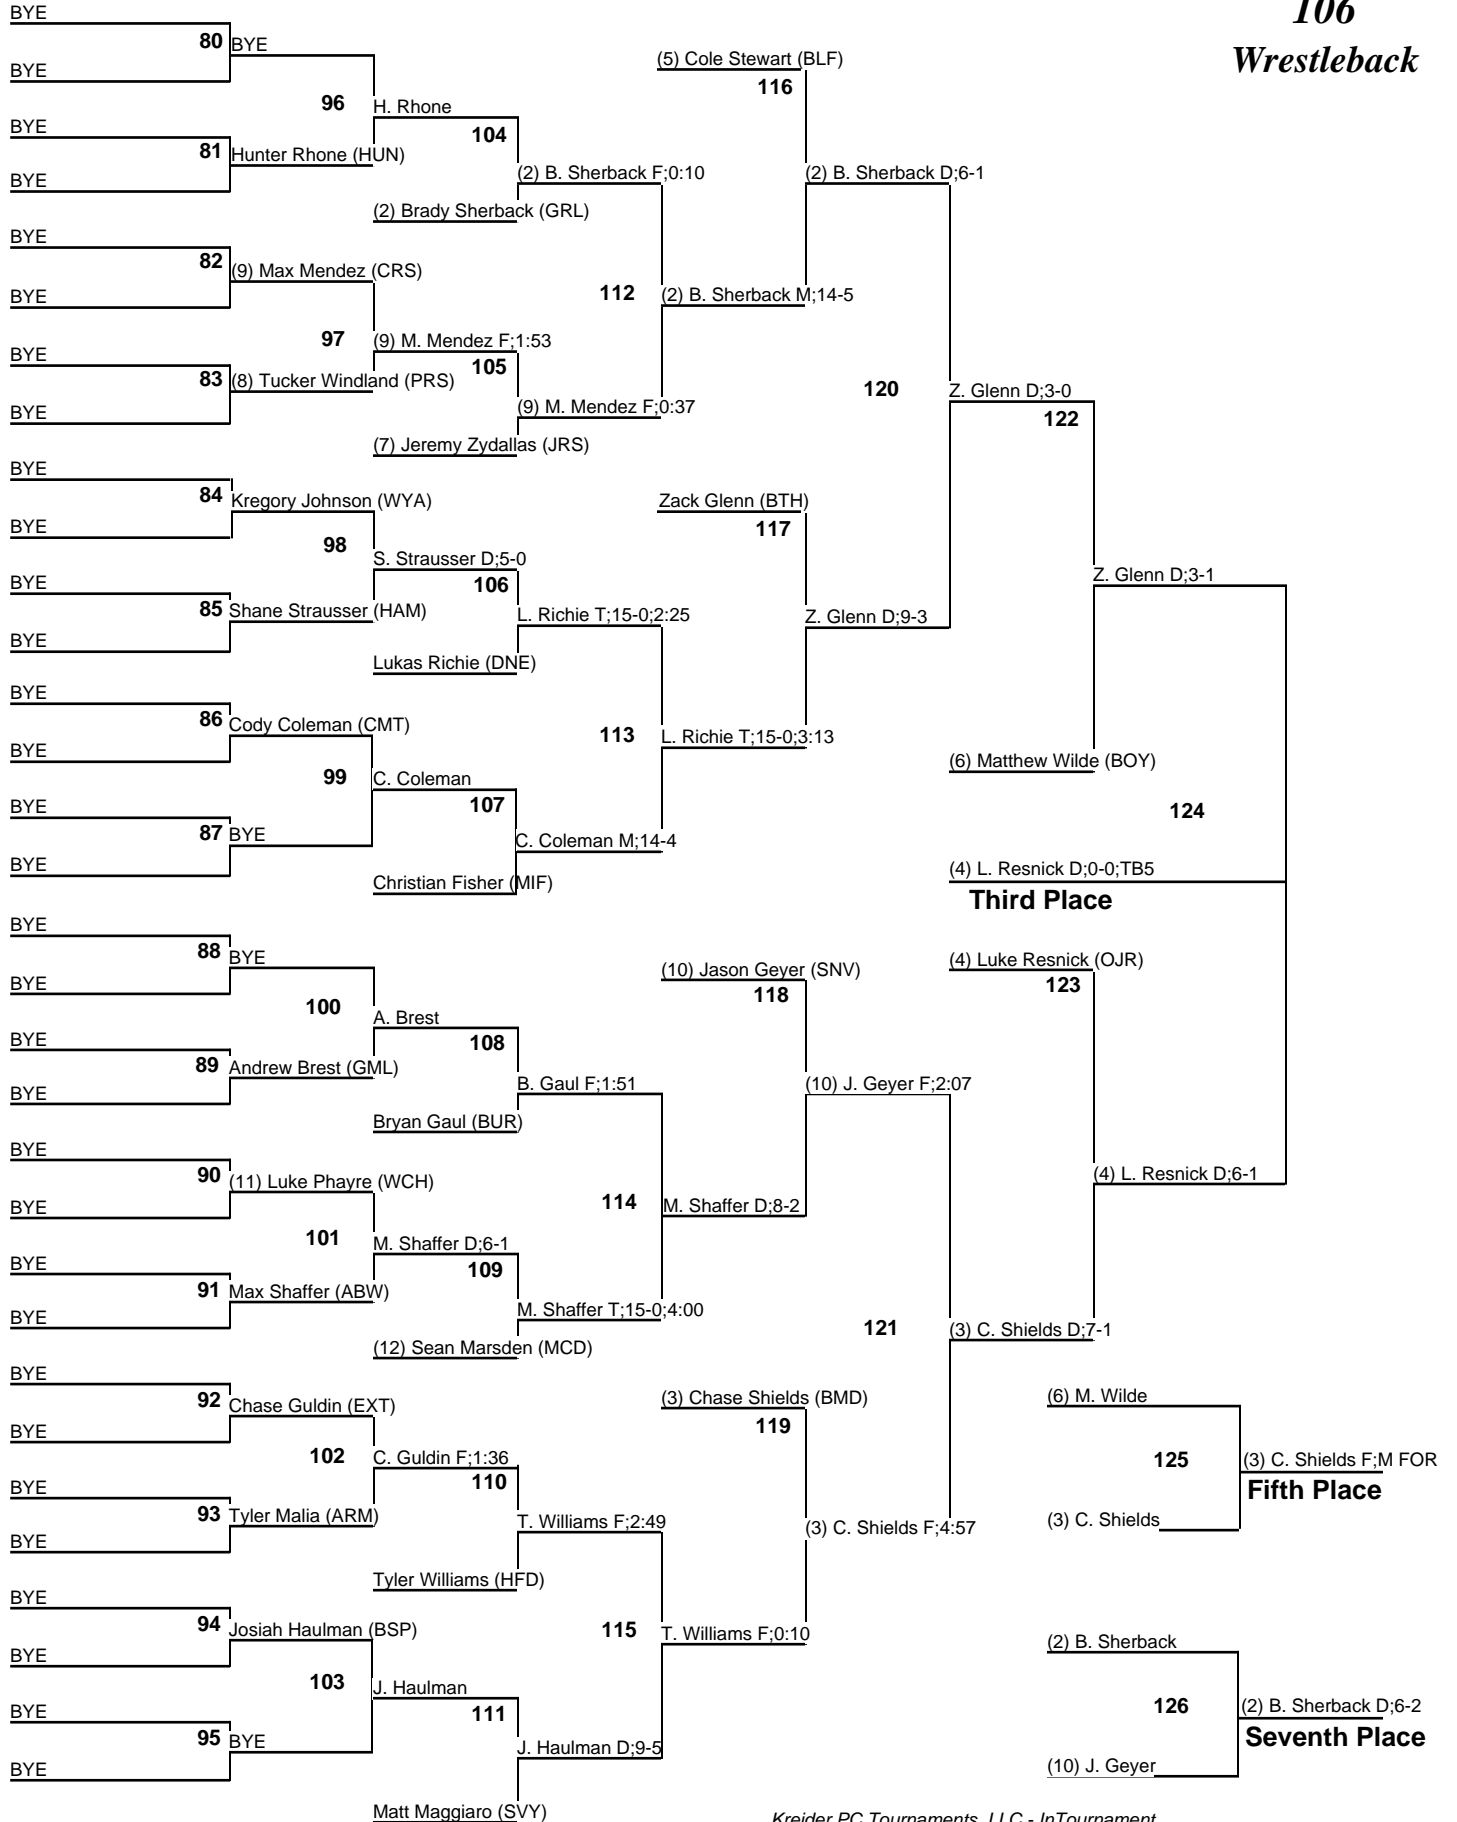 BYE
106
80 BYE
Wrestleback
(5) Cole Stewart (BLF)
BYE
116
96
H. Rhone
BYE
104
81 Hunter Rhone (HUN)
(2) B. Sherback F;0:10
(2) B. Sherback D;6-1
BYE
(2) Brady Sherback (GRL)
BYE
82 (9) Max Mendez (CRS)
BYE
112 (2) B. Sherback M;14-5
97 (9) M. Mendez F;1:53
BYE
105
83 (8) Tucker Windland (PRS)
120
Z. Glenn D;3-0
(9) M. Mendez F;0:37
BYE
122
(7) Jeremy Zydallas (JRS)
BYE
84 Kregory Johnson (WYA)
Zack Glenn (BTH)
BYE
117
98
S. Strausser D;5-0
Z. Glenn D;3-1
BYE
106
85 Shane Strausser (HAM)
L. Richie T;15-0;2:25
Z. Glenn D;9-3
BYE
Lukas Richie (DNE)
BYE
86 Cody Coleman (CMT)
113 L. Richie T;15-0;3:13
BYE
(6) Matthew Wilde (BOY)
99 C. Coleman
BYE
107
124
87 BYE
C. Coleman M;14-4
BYE
(4) L. Resnick D;0-0;TB5
Christian Fisher (MIF)
Third Place
BYE
88 BYE
(4) Luke Resnick (OJR)
BYE
(10) Jason Geyer (SNV)
118
123
100
A. Brest
BYE
108
89 Andrew Brest (GML)
B. Gaul F;1:51
(10) J. Geyer F;2:07
BYE
Bryan Gaul (BUR)
BYE
90 (11) Luke Phayre (WCH)
(4) L. Resnick D;6-1
BYE
114 M. Shaffer D;8-2
101
M. Shaffer D;6-1
BYE
109
91 Max Shaffer (ABW)
M. Shaffer T;15-0;4:00
BYE
121
(3) C. Shields D;7-1
(12) Sean Marsden (MCD)
BYE
92 Chase Guldin (EXT)
(3) Chase Shields (BMD)
(6) M. Wilde
BYE
119
102 C. Guldin F;1:36
125 (3) C. Shields F;M FOR
BYE
110
Fifth Place
93 Tyler Malia (ARM)
T. Williams F;2:49
(3) C. Shields F;4:57
(3) C. Shields
BYE
Tyler Williams (HFD)
BYE
94 Josiah Haulman (BSP)
115 T. Williams F;0:10
(2) B. Sherback
BYE
103
J. Haulman
BYE
111
126 (2) B. Sherback D;6-2
95 BYE
J. Haulman D;9-5
Seventh Place
BYE
(10) J. Geyer
Matt Maggiaro (SVY)
Kreider PC Tournaments, LLC - InTournament